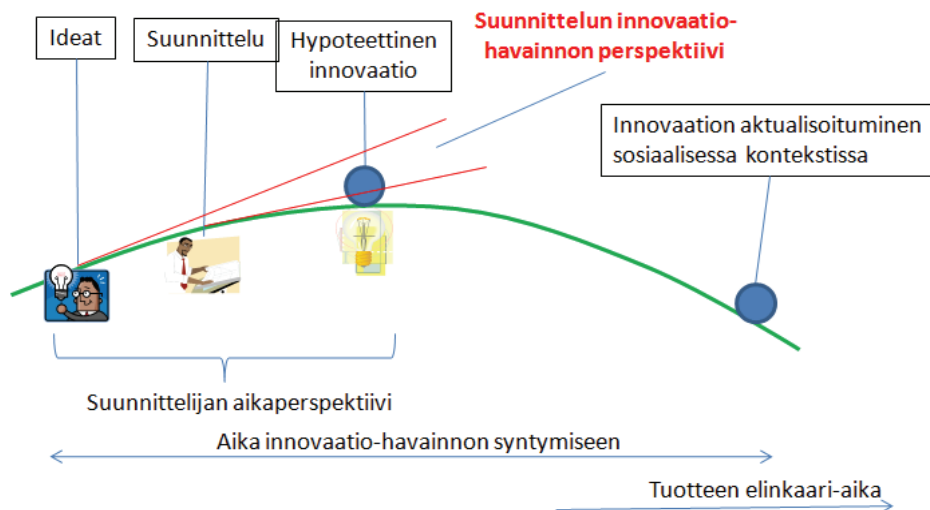 Ideat
Suunnittelu
Hypoteettinen
innovaatio
Suunnittelun innovaatio-
havainnon perspektiivi
Innovaation aktualisoituminen
sosiaalisessa kontekstissa
Suunnittelijan aikaperspektiivi
Aika innovaatio-havainnon syntymiseen
Tuotteen elinkaari-aika